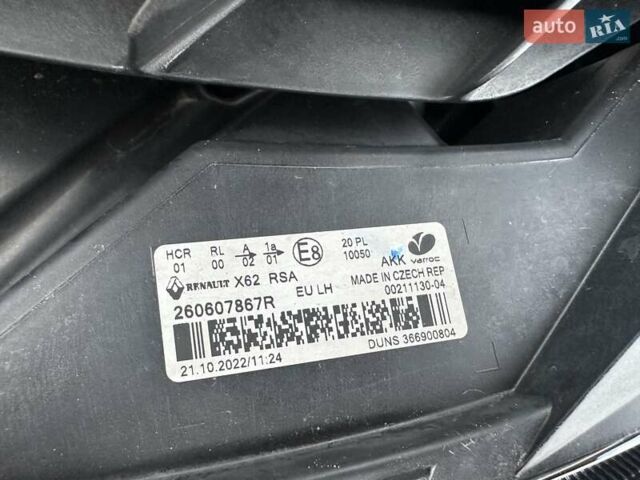 auto RIA
.com
HCR RL A 1a E8 20 PL
01 00 02 01 10050 AKK varroc
RENAULT X62 RSA EU LH MADE IN CZECH REP
260607867R 00211130-04
21.10.2022/11:24 DUNS 366900804